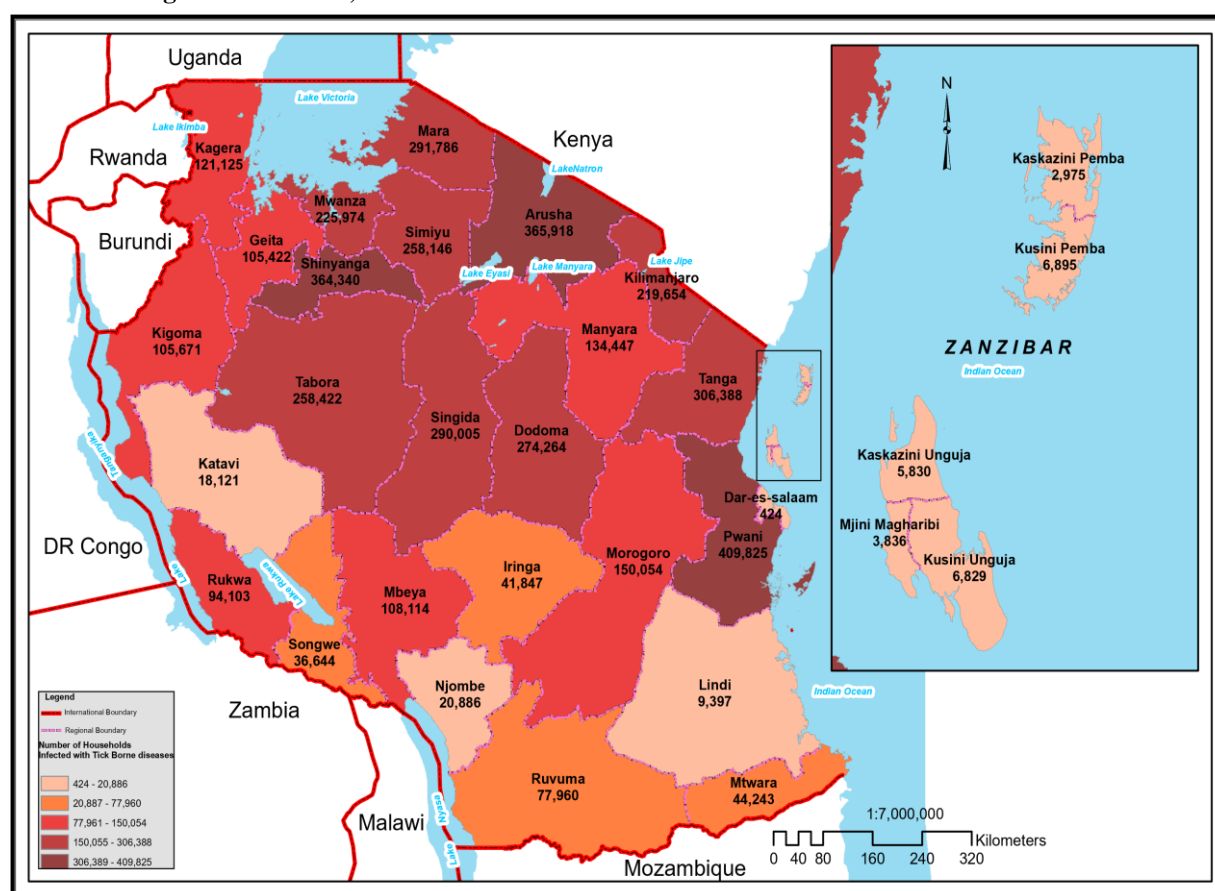 Uganda
Lake Victoria
Lake Ikimba
Kagera
121,125
Mara
291,786
Kenya
Rwanda
LakeNatron
Mwanza
225,974
Arusha
365,918
Burundi
Geita
105,422
Simiyu
258,146
Shinyanga
364,340
Lake Eyasi
Lake Manyara
Lake Jipe
Kilimanjaro
219,654
Kigoma
105,671
Manyara
134,447
Tabora
258,422
Tanga
306,388
Singida
290,005
Dodoma
274,264
Katavi
18,121
Lake Tanganyika
Dar-es-salaam
424
Pwani
409,825
DR Congo
Morogoro
150,054
Iringa
41,847
Rukwa
94,103
Lake Rukwa
Mbeya
108,114
Songwe
36,644
Njombe
20,886
Lindi
9,397
Indian Ocean
Zambia
Ruvuma
77,960
Mtwara
44,243
Malawi
Lake Nyasa
Mozambique
N
Kaskazini Pemba
2,975
Kusini Pemba
6,895
ZANZIBAR
Indian Ocean
Kaskazini Unguja
5,830
Mjini Magharibi
3,836
Kusini Unguja
6,829
Legend
International Boundary
Regional Boundary
Number of Households
Infected with Tick Borne diseases
424 - 20,886
20,887 - 77,960
77,961 - 150,054
150,055 - 306,388
306,389 - 409,825
1:7,000,000
Kilometers
0 40 80 160 240 320